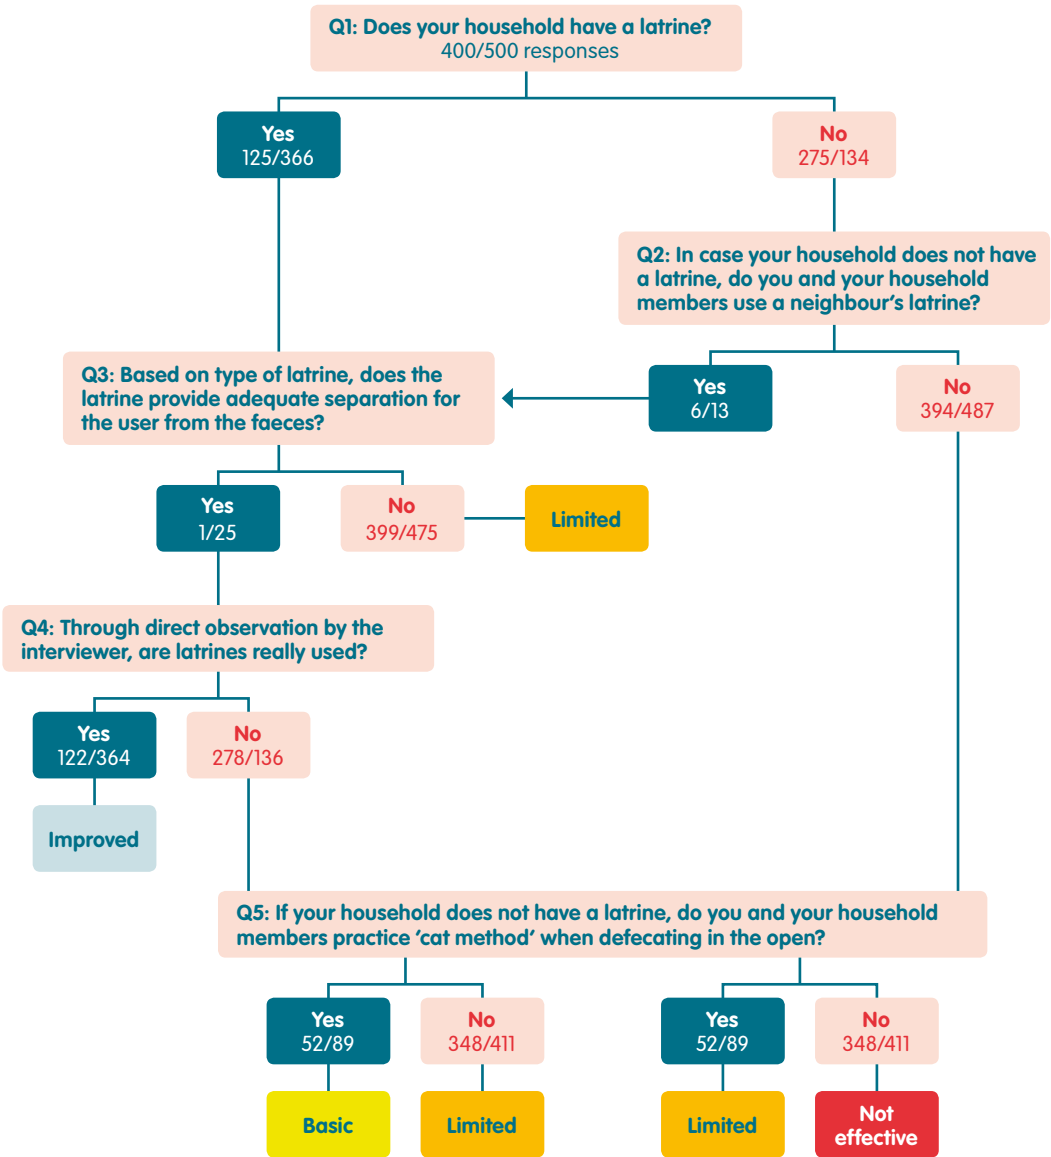 Q1: Does your household have a latrine?
400/500 responses
Yes
125/366
No
275/134
Q2: In case your household does not have
a latrine, do you and your household
members use a neighbour's latrine?
Yes
6/13
No
394/487
Q3: Based on type of latrine, does the
latrine provide adequate separation for
the user from the faeces?
Yes
1/25
No
399/475
Limited
Q4: Through direct observation by the
interviewer, are latrines really used?
Yes
122/364
No
278/136
Improved
Q5: If your household does not have a latrine, do you and your household
members practice ‘cat method’ when defecating in the open?
Yes
52/89
No
348/411
Yes
52/89
No
348/411
Basic
Limited
Limited
Not
effective